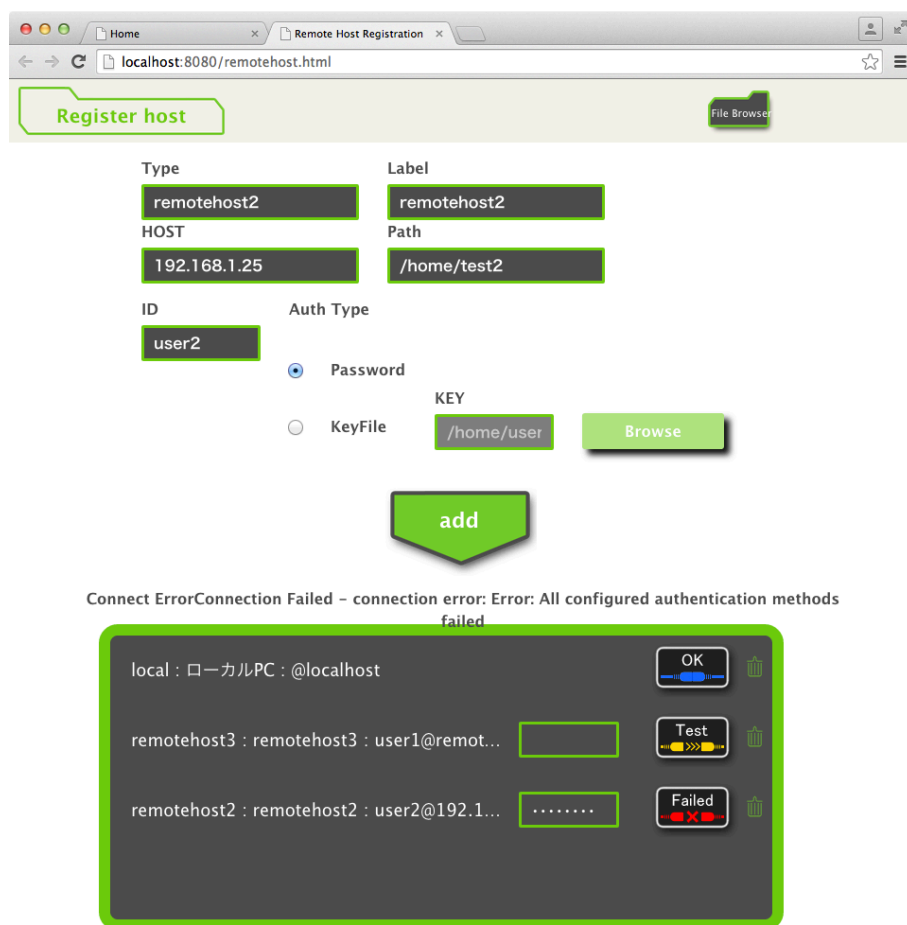 Home
Remote Host Registration
localhost:8080/remotehost.html
Register host
File Browser
Type Label
remotehost2 remotehost2
HOST Path
192.168.1.25 /home/test2
ID Auth Type
user2
Password
KEY
KeyFile /home/user Browse
add
Connect ErrorConnection Failed – connection error: Error: All configured authentication methods
failed
local : ローカルPC : @localhost OK
remotehost3 : remotehost3 : user1@remot... Test
remotehost2 : remotehost2 : user2@192.1... ········ Failed